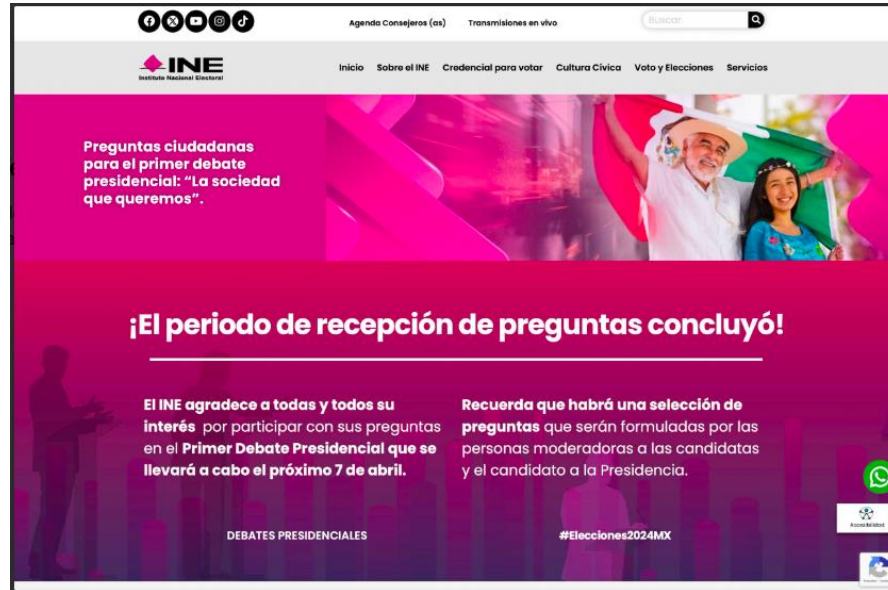 Agenda Consejeros (as) Transmisiones en vivo Buscar
INE
Instituto Nacional Electoral
Inicio Sobre el INE Credencial para votar Cultura Cívica Voto y Elecciones Servicios
Preguntas ciudadanas
para el primer debate
presidencial: “La sociedad
que queremos”.
¡El periodo de recepción de preguntas concluyó!
El INE agradece a todas y todos su
interés por participar con sus preguntas
en el Primer Debate Presidencial que se
llevará a cabo el próximo 7 de abril.
Recuerda que habrá una selección de
preguntas que serán formuladas por las
personas moderadoras a las candidatas
y el candidato a la Presidencia.
DEBATES PRESIDENCIALES
#Elecciones2024MX
Accesibilidad